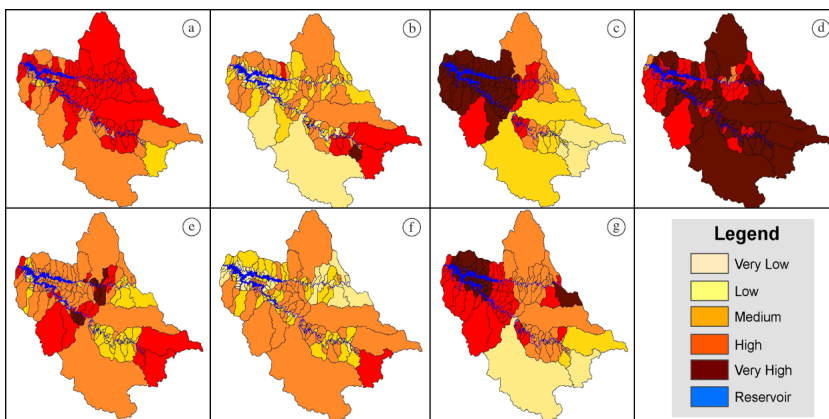 a
b
c
d
e
f
g
Legend
Very Low
Low
Medium
High
Very High
Reservoir